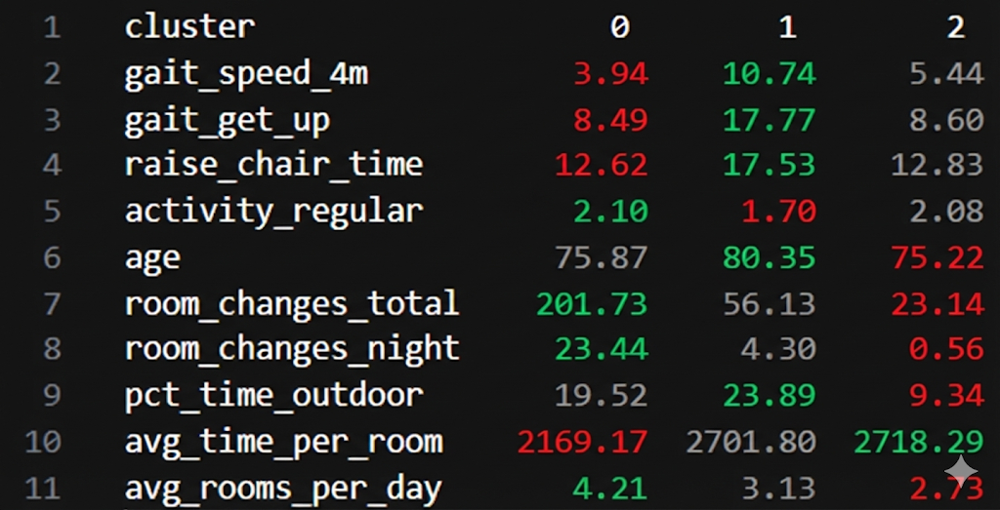 1 cluster 0 1 2
2 gait_speed_4m 3.94 10.74 5.44
3 gait_get_up 8.49 17.77 8.60
4 raise_chair_time 12.62 17.53 12.83
5 activity_regular 2.10 1.70 2.08
6 age 75.87 80.35 75.22
7 room_changes_total 201.73 56.13 23.14
8 room_changes_night 23.44 4.30 0.56
9 pct_time_outdoor 19.52 23.89 9.34
10 avg_time_per_room 2169.17 2701.80 2718.29
11 avg_rooms_per_day 4.21 3.13 2.73